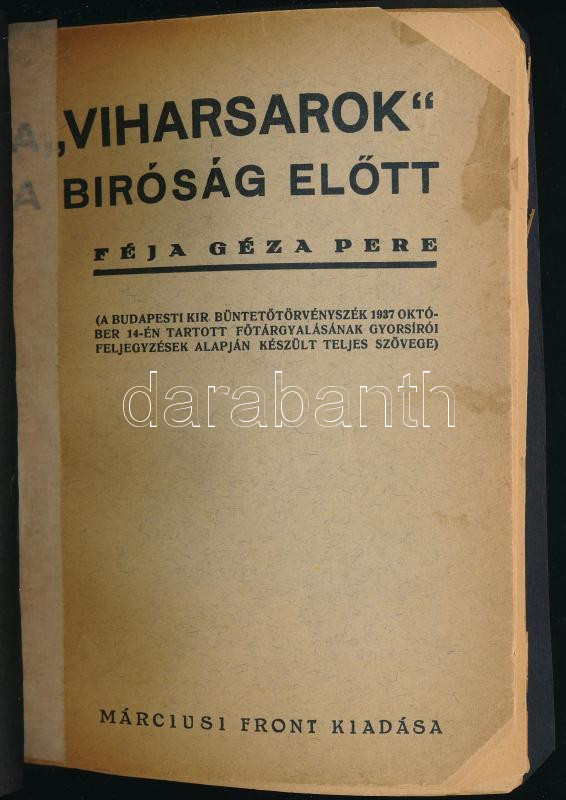 A „VIHARSAROK“
A BIRÓSÁG ELŐTT
FÉJA GÉZA PERE
(A BUDAPESTI KIR. BÜNTETŐTÖRVÉNYSZÉK 1937 OKTÓ-
BER 14-ÉN TARTOTT FŐTÁRGYALÁSÁNAK GYORSÍRÓI
FELJEGYZÉSEK ALAPJÁN KÉSZÜLT TELJES SZÖVEGE)
darabanth
MÁRCIUSI FRONT KIADÁSA